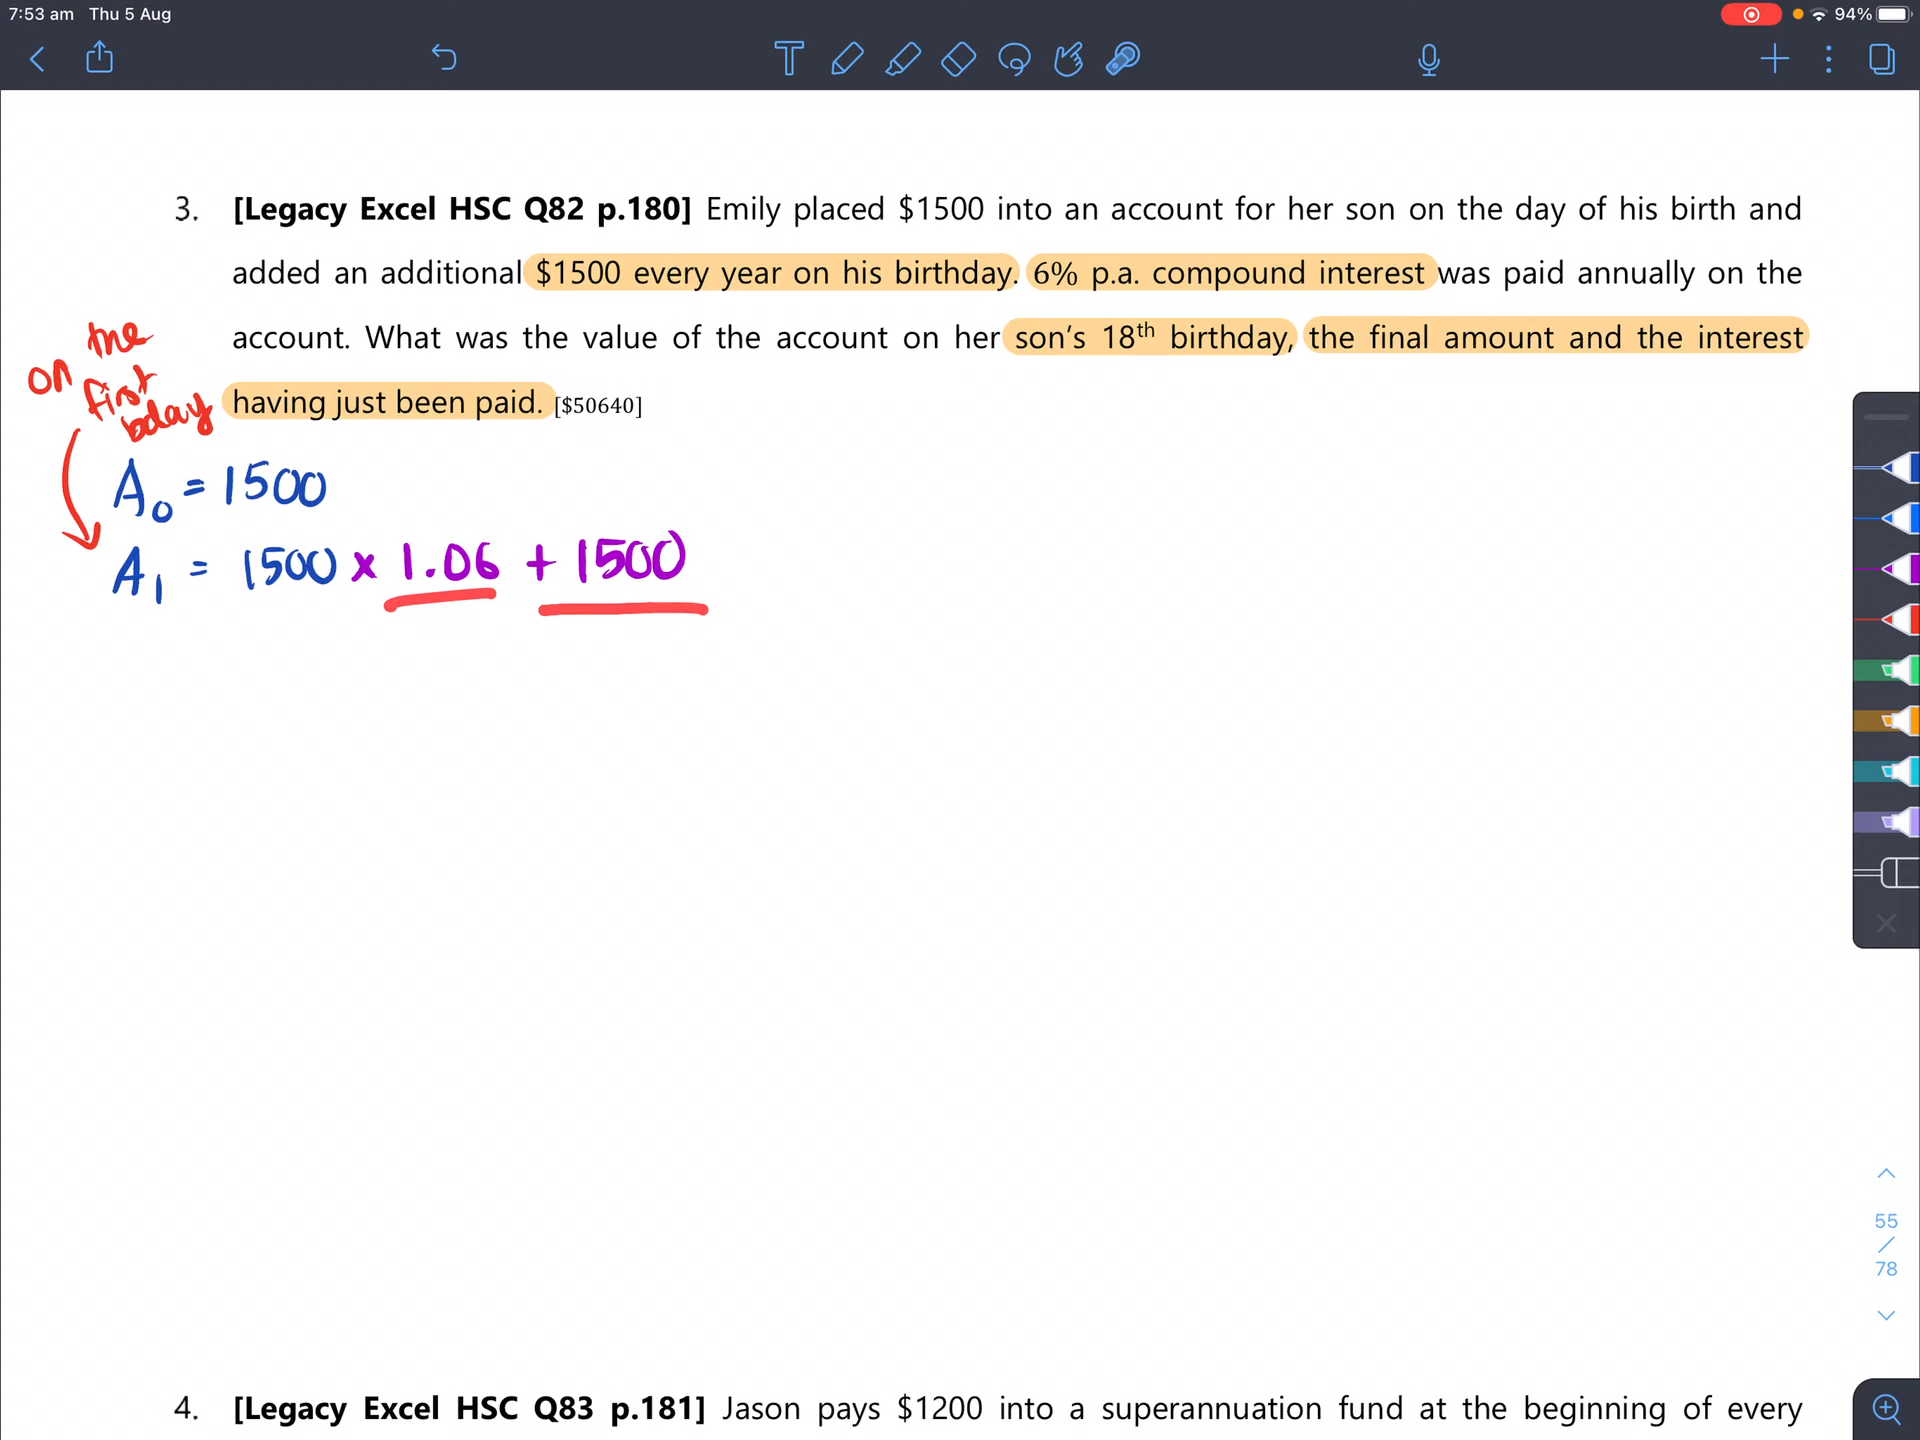 7:53 am Thu 5 Aug
94%
3. [Legacy Excel HSC Q82 p.180] Emily placed $1500 into an account for her son on the day of his birth and
added an additional $1500 every year on his birthday. 6% p.a. compound interest was paid annually on the
account. What was the value of the account on her son's 18th birthday, the final amount and the interest
having just been paid. [$50640]
on the
first
bday
A₀ = 1500
A₁ = 1500 × 1.06 + 1500
55
/
78
4. [Legacy Excel HSC Q83 p.181] Jason pays $1200 into a superannuation fund at the beginning of every